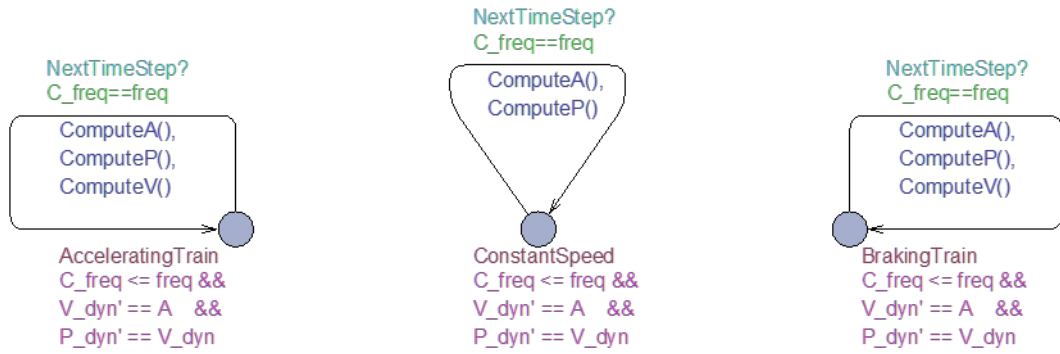 NextTimeStep?
C_freq==freq
ComputeA(),
ComputeP(),
ComputeV()
AcceleratingTrain
C_freq <= freq &&
V_dyn' == A &&
P_dyn' == V_dyn
NextTimeStep?
C_freq==freq
ComputeA(),
ComputeP()
ConstantSpeed
C_freq <= freq &&
V_dyn' == A &&
P_dyn' == V_dyn
NextTimeStep?
C_freq==freq
ComputeA(),
ComputeP(),
ComputeV()
BrakingTrain
C_freq <= freq &&
V_dyn' == A &&
P_dyn' == V_dyn